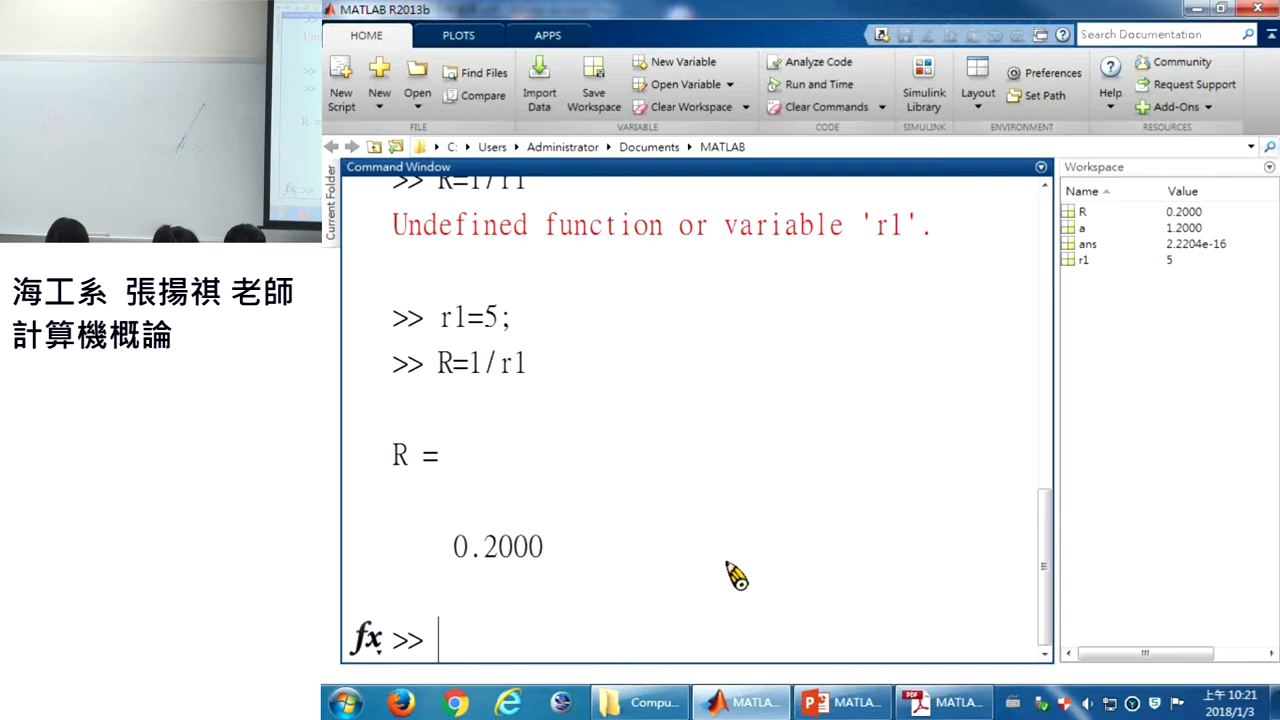 MATLAB R2013b
HOME
PLOTS
APPS
Search Documentation
New Script
New
Open
Find Files
Compare
Import Data
Save Workspace
New Variable
Open Variable
Clear Workspace
Analyze Code
Run and Time
Clear Commands
Simulink Library
Layout
Preferences
Set Path
Help
Community
Request Support
Add-Ons
FILE
VARIABLE
CODE
SIMULINK
ENVIRONMENT
RESOURCES
C: Users Administrator Documents MATLAB
Current Folder
Command Window
>> R=1/r1
Undefined function or variable 'r1'.
>> r1=5;
>> R=1/r1
R =
0.2000
fx >>
Workspace
Name Value
R 0.2000
a 1.2000
ans 2.2204e-16
r1 5
海工系 張揚祺 老師
計算機概論
Compu...
MATLA...
MATLA...
MATLA...
上午 10:21
2018/1/3